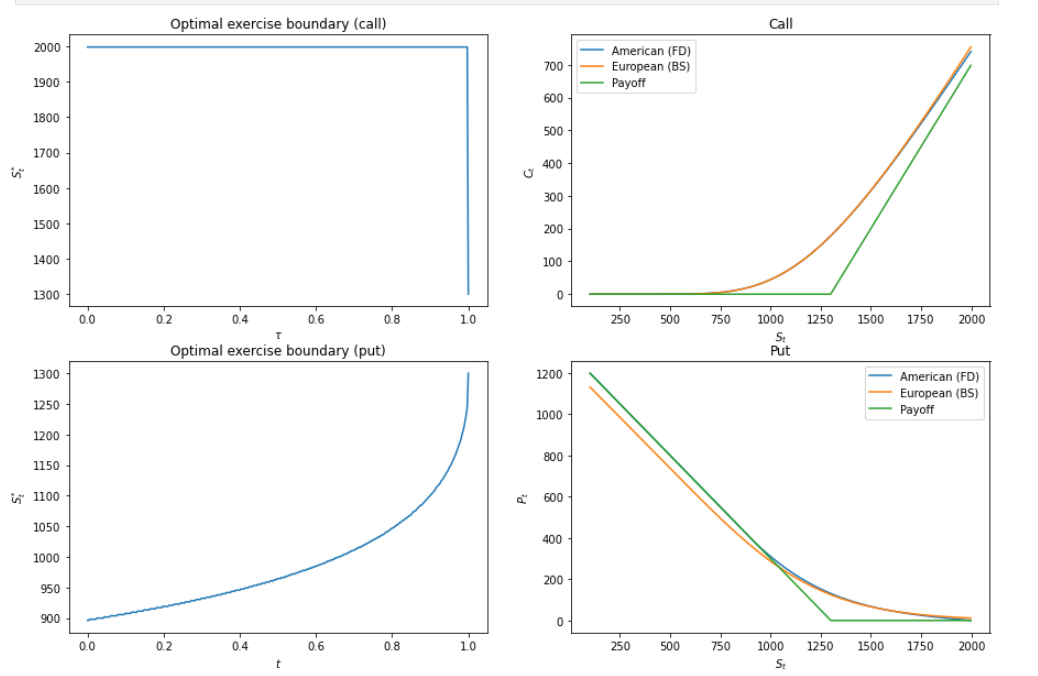 Optimal exercise boundary (call)
2000
1900
1800
1700
1600
1500
1400
1300
S*t
0.0 0.2 0.4 0.6 0.8 1.0
τ
Call
American (FD)
European (BS)
Payoff
700
600
500
400
300
200
100
0
Ct
250 500 750 1000 1250 1500 1750 2000
St
Optimal exercise boundary (put)
1300
1250
1200
1150
1100
1050
1000
950
900
S*t
0.0 0.2 0.4 0.6 0.8 1.0
t
Put
American (FD)
European (BS)
Payoff
1200
1000
800
600
400
200
0
Pt
250 500 750 1000 1250 1500 1750 2000
St